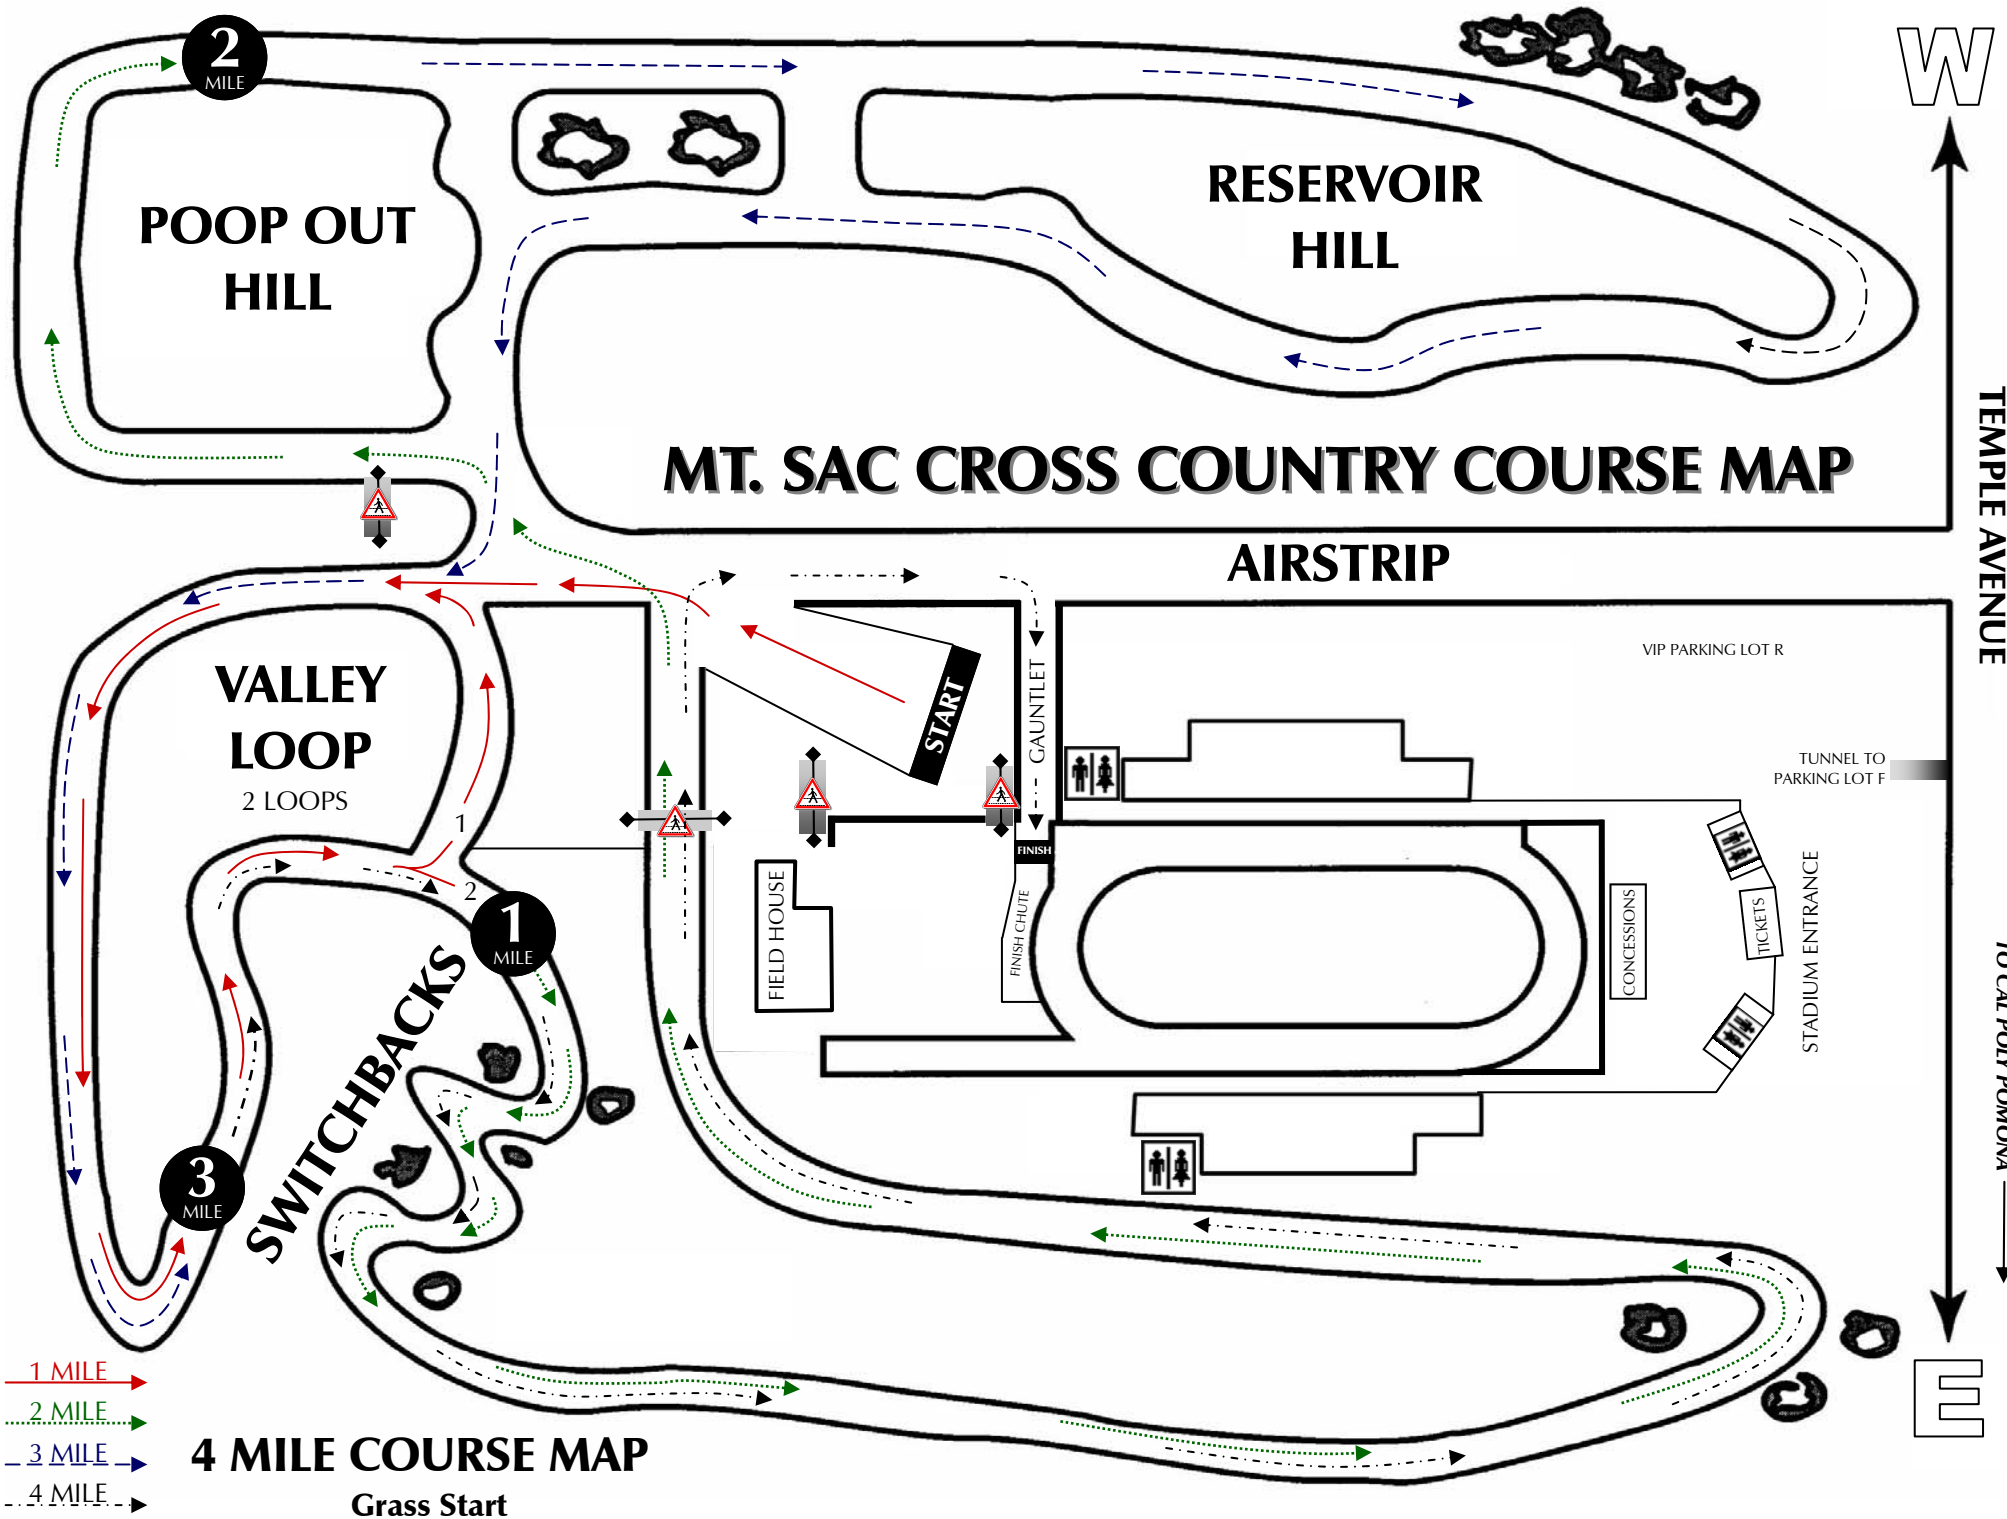 2
MILE
W
RESERVOIR
HILL
POOP OUT
HILL
MT. SAC CROSS COUNTRY COURSE MAP
TEMPLE AVENUE
AIRSTRIP
VIP PARKING LOT R
GAUNTLET
START
VALLEY
LOOP
2 LOOPS
TUNNEL TO
PARKING LOT F
1
2
FINISH
FINISH CHUTE
FIELD HOUSE
CONCESSIONS
TICKETS
STADIUM ENTRANCE
TO CAL POLY POMONA
1
MILE
SWITCHBACKS
3
MILE
E
1 MILE
2 MILE
3 MILE
4 MILE
4 MILE COURSE MAP
Grass Start